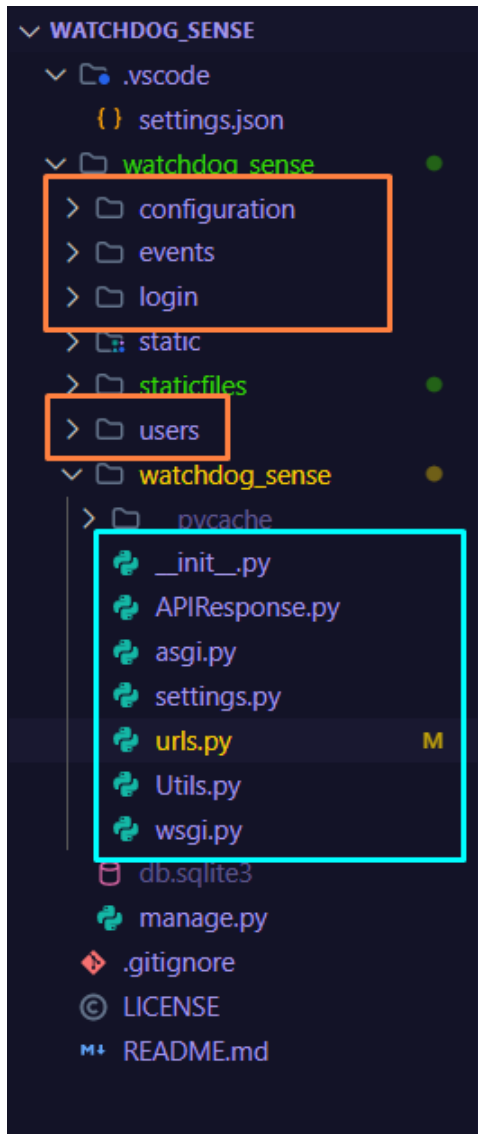 WATCHDOG_SENSE
.vscode
{} settings.json
watchdog_sense
configuration
events
login
static
staticfiles
users
watchdog_sense
__pycache__
__init__.py
APIResponse.py
asgi.py
settings.py
urls.py M
Utils.py
wsgi.py
db.sqlite3
manage.py
.gitignore
LICENSE
M↓ README.md